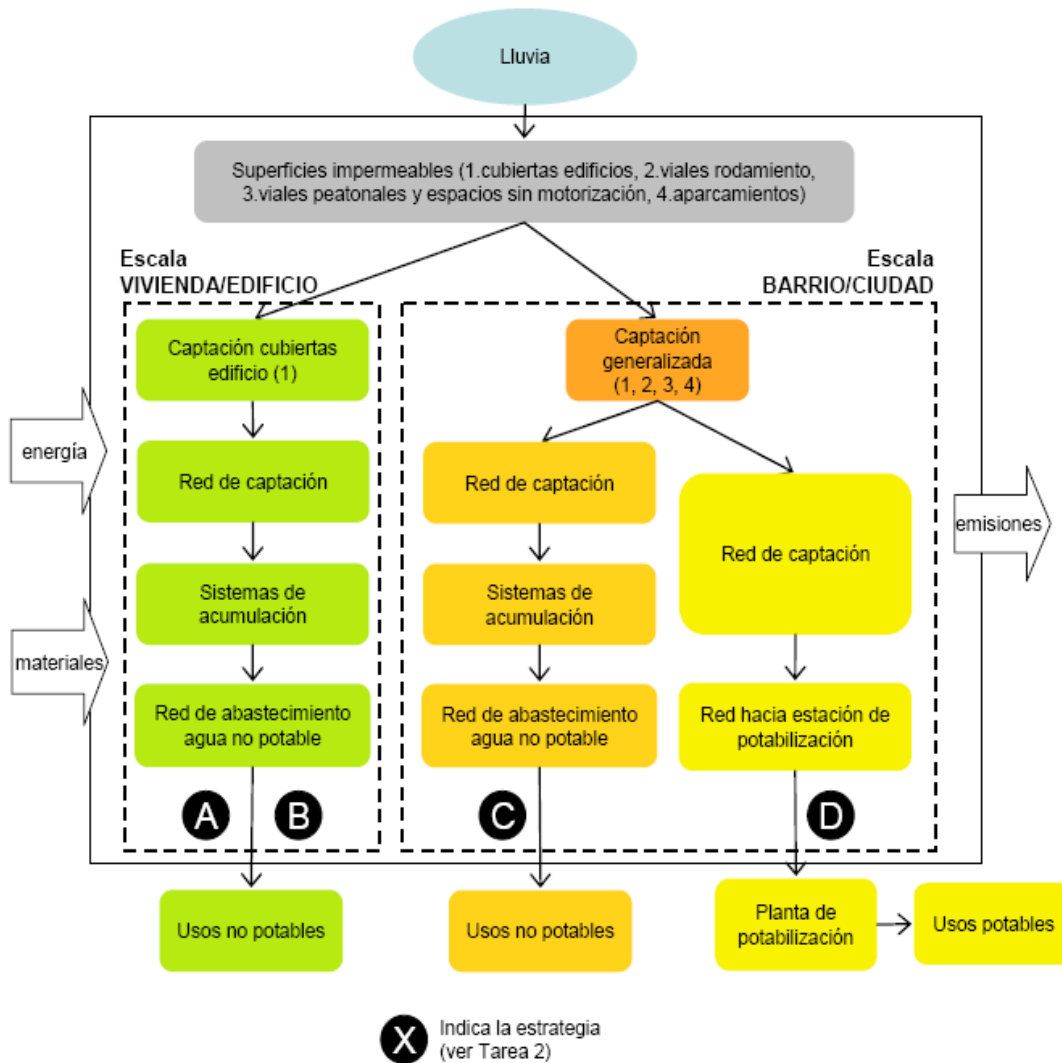 Lluvia
Superficies impermeables (1.cubiertas edificios, 2.viales rodamiento,
3.viales peatonales y espacios sin motorización, 4.aparcamientos)
Escala
VIVIENDA/EDIFICIO
Escala
BARRIO/CIUDAD
Captación cubiertas
edificio (1)
Captación
generalizada
(1, 2, 3, 4)
energía
Red de captación
Red de captación
Red de captación
emisiones
Sistemas de
acumulación
Sistemas de
acumulación
materiales
Red de abastecimiento
agua no potable
Red de abastecimiento
agua no potable
Red hacia estación de
potabilización
A
B
C
D
Usos no potables
Usos no potables
Planta de
potabilización
Usos potables
X
Indica la estrategia
(ver Tarea 2)